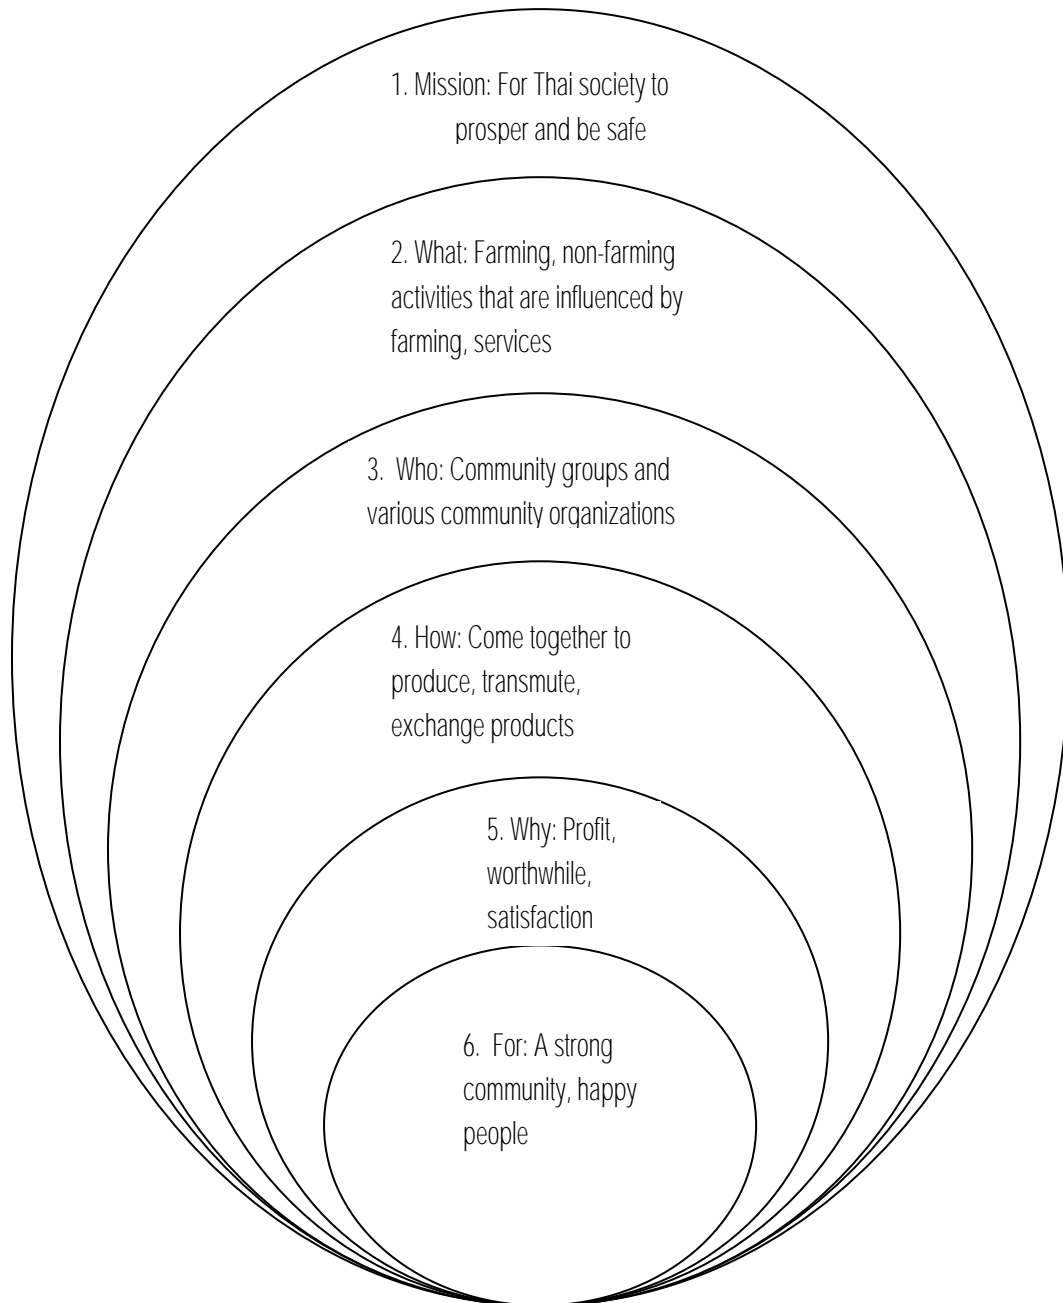 1. Mission: For Thai society to
prosper and be safe
2. What: Farming, non-farming
activities that are influenced by
farming, services
3. Who: Community groups and
various community organizations
4. How: Come together to
produce, transmute,
exchange products
5. Why: Profit,
worthwhile,
satisfaction
6. For: A strong
community, happy
people